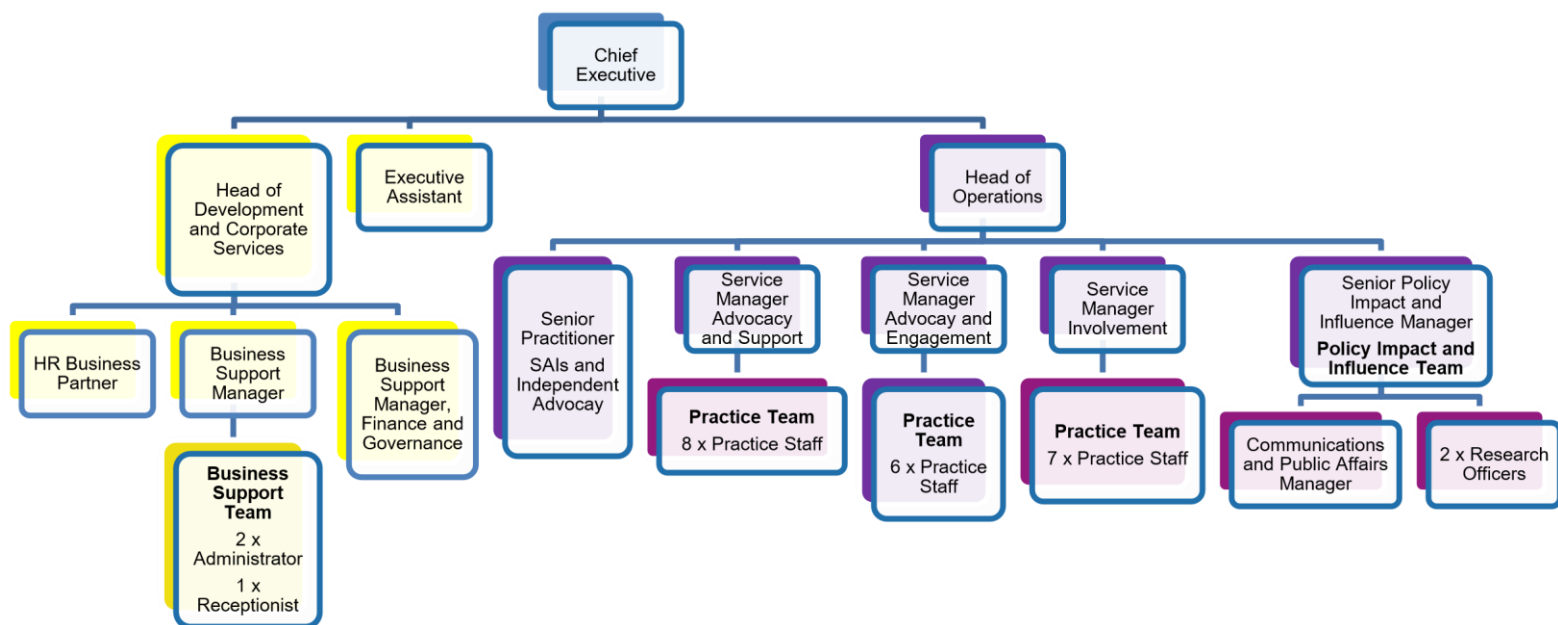 Chief
Executive
Head of
Development
and Corporate
Services
Executive
Assistant
Head of
Operations
HR Business
Partner
Business
Support
Manager
Business
Support
Manager,
Finance and
Governance
Business
Support
Team
2 x
Administrator
1 x
Receptionist
Senior
Practitioner
SAIs and
Independent
Advocay
Service
Manager
Advocacy
and Support
Practice Team
8 x Practice Staff
Service
Manager
Advocay and
Engagement
Practice
Team
6 x Practice
Staff
Service
Manager
Involvement
Practice Team
7 x Practice Staff
Senior Policy
Impact and
Influence Manager
Policy Impact and
Influence Team
Communications
and Public Affairs
Manager
2 x Research
Officers